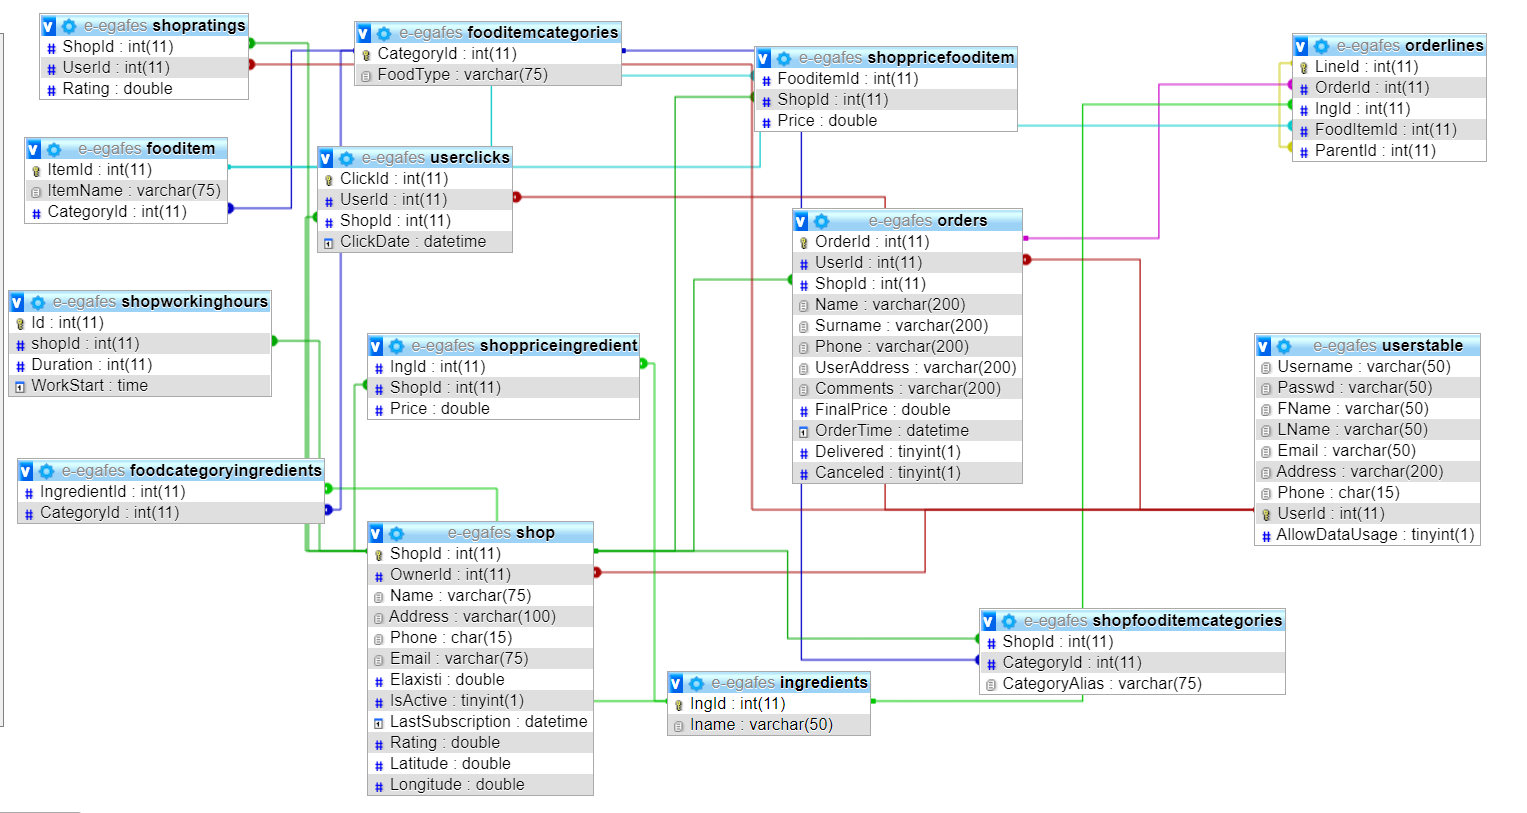 v e-egafes shopratings
# ShopId : int(11)
# UserId : int(11)
# Rating : double
v e-egafes fooditemcategories
CategoryId : int(11)
FoodType : varchar(75)
v e-egafes shoppricefooditem
# FooditemId : int(11)
# ShopId : int(11)
# Price : double
v e-egafes orderlines
LineId : int(11)
# OrderId : int(11)
# IngId : int(11)
# FoodItemId : int(11)
# ParentId : int(11)
v e-egafes fooditem
ItemId : int(11)
ItemName : varchar(75)
# CategoryId : int(11)
v e-egafes userclicks
ClickId : int(11)
# UserId : int(11)
# ShopId : int(11)
ClickDate : datetime
v e-egafes orders
OrderId : int(11)
# UserId : int(11)
# ShopId : int(11)
Name : varchar(200)
Surname : varchar(200)
Phone : varchar(200)
UserAddress : varchar(200)
Comments : varchar(200)
# FinalPrice : double
OrderTime : datetime
# Delivered : tinyint(1)
# Canceled : tinyint(1)
v e-egafes shopworkinghours
Id : int(11)
# shopId : int(11)
# Duration : int(11)
WorkStart : time
v e-egafes shoppriceingredient
# IngId : int(11)
# ShopId : int(11)
# Price : double
v e-egafes userstable
Username : varchar(50)
Passwd : varchar(50)
FName : varchar(50)
LName : varchar(50)
Email : varchar(50)
Address : varchar(200)
Phone : char(15)
UserId : int(11)
# AllowDataUsage : tinyint(1)
v e-egafes foodcategoryingredients
# IngredientId : int(11)
# CategoryId : int(11)
v e-egafes shop
ShopId : int(11)
# OwnerId : int(11)
Name : varchar(75)
Address : varchar(100)
Phone : char(15)
Email : varchar(75)
# Elaxisti : double
# IsActive : tinyint(1)
LastSubscription : datetime
# Rating : double
# Latitude : double
# Longitude : double
v e-egafes shopfooditemcategories
# ShopId : int(11)
# CategoryId : int(11)
CategoryAlias : varchar(75)
v e-egafes ingredients
IngId : int(11)
Iname : varchar(50)